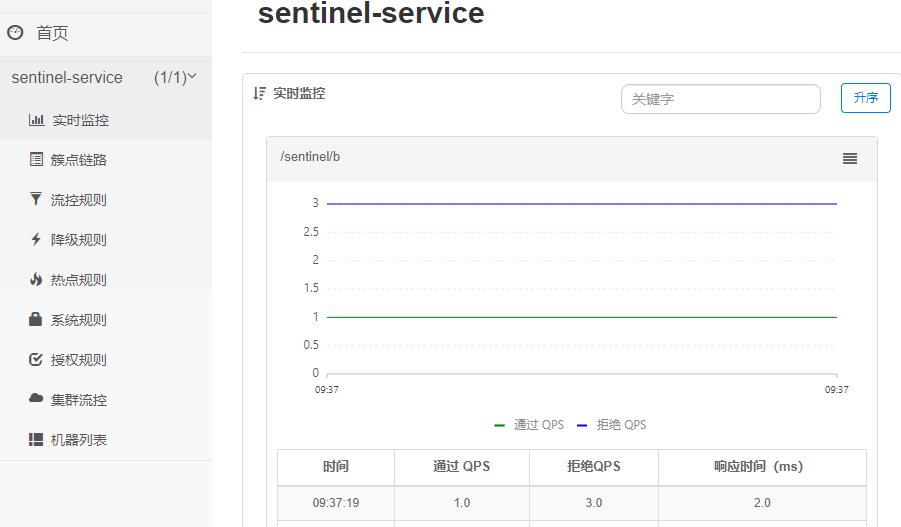 sentinel-service
首页
sentinel-service (1/1)
实时监控
簇点链路
流控规则
降级规则
热点规则
系统规则
授权规则
集群流控
机器列表
实时监控
关键字
升序
/sentinel/b
3
2.5
2
1.5
1
0.5
0
09:37 09:37
通过 QPS 拒绝 QPS
时间 通过 QPS 拒绝QPS 响应时间（ms）
09:37:19 1.0 3.0 2.0